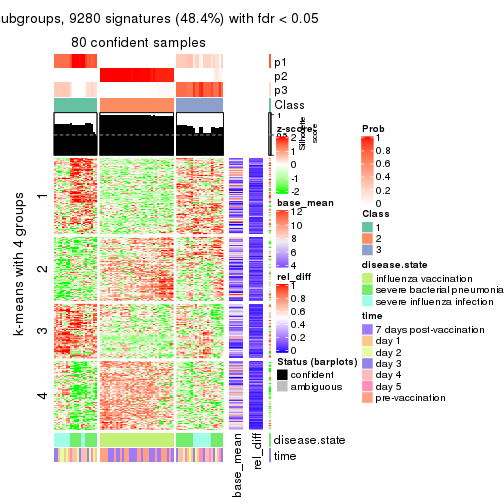 ubgroups, 9280 signatures (48.4%) with fdr < 0.05
80 confident samples
p1
p2
p3
Class
1
Silhouette
score
z-score
2
1
0
-1
-2
base_mean
12
10
8
6
4
rel_diff
1
0.8
0.6
0.4
0.2
0
Status (barplots)
confident
ambiguous
Prob
1
0.8
0.6
0.4
0.2
0
Class
1
2
3
disease.state
influenza vaccination
severe bacterial pneumonia
severe influenza infection
time
7 days post-vaccination
day 1
day 2
day 3
day 4
day 5
pre-vaccination
k-means with 4 groups
1
2
3
4
disease.state
time
base_mean
rel_diff